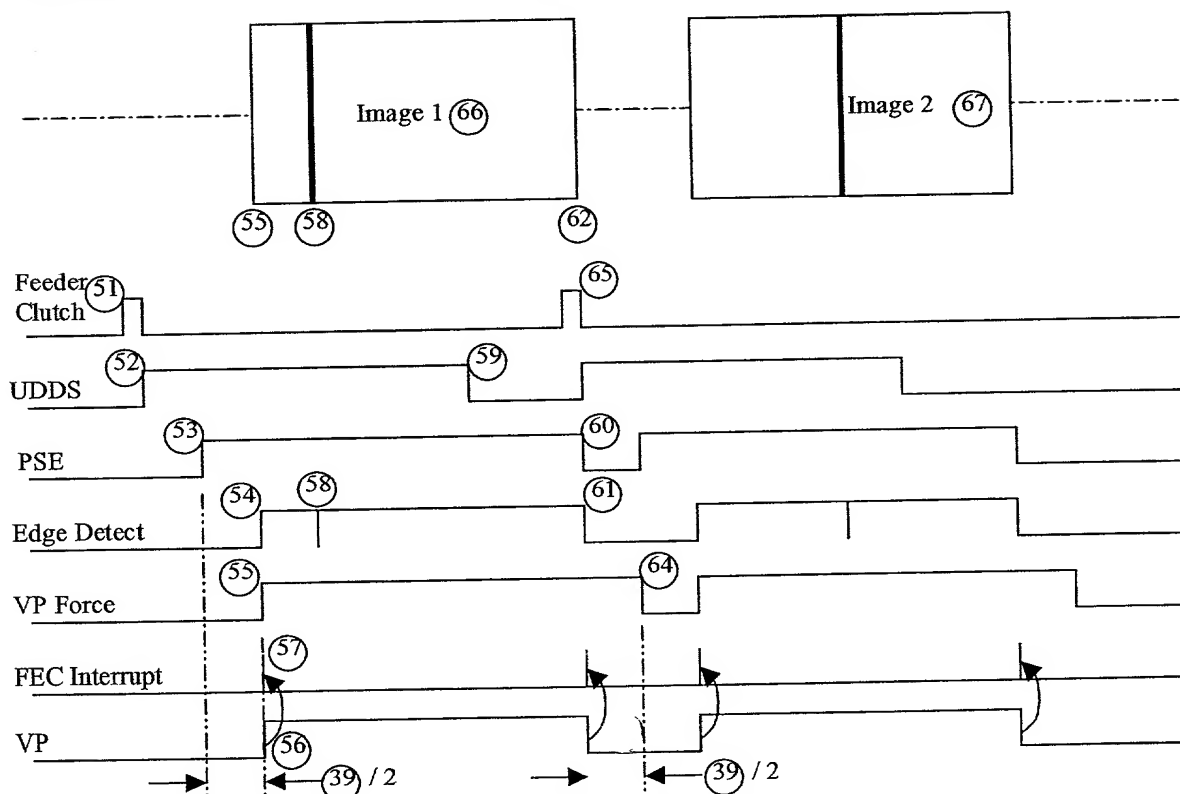 Image 1 66
Image 2 67
55 58 62
Feeder
Clutch
51 65
UDDS
52 59
PSE
53 60
Edge Detect
54 58 61
VP Force
55 64
FEC Interrupt
57
VP
56
39 / 2
39 / 2